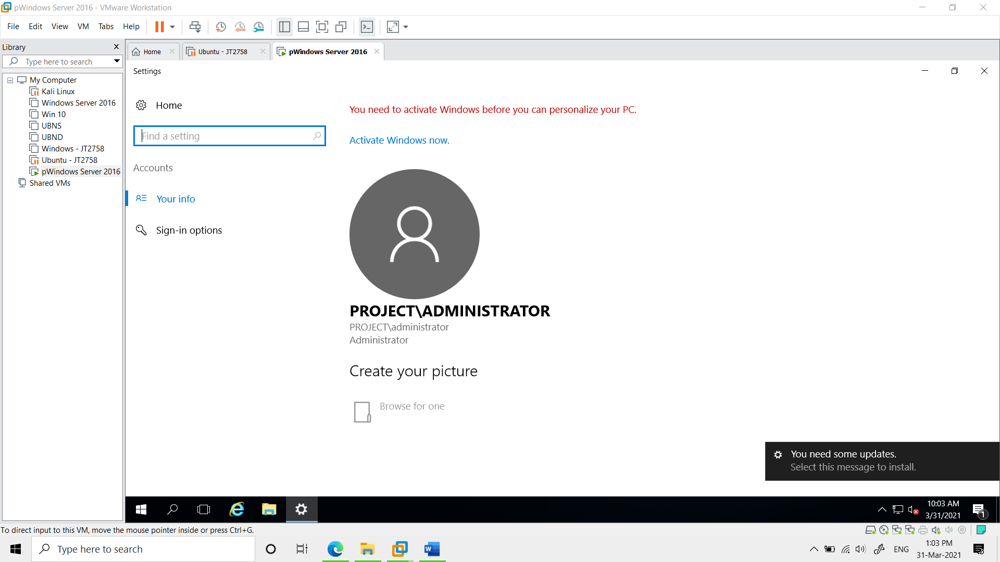 pWindows Server 2016 - VMware Workstation
File Edit View VM Tabs Help
Library
Type here to search
My Computer
Kali Linux
Windows Server 2016
Win 10
UBNS
UBND
Windows - JT2758
Ubuntu - JT2758
pWindows Server 2016
Shared VMs
Home
Ubuntu - JT2758
pWindows Server 2016
Settings
Home
Find a setting
Accounts
Your info
Sign-in options
You need to activate Windows before you can personalize your PC.
Activate Windows now.
PROJECT\ADMINISTRATOR
PROJECT\administrator
Administrator
Create your picture
Browse for one
You need some updates.
Select this message to install.
10:03 AM
3/31/2021
1
To direct input to this VM, move the mouse pointer inside or press Ctrl+G.
Type here to search
W
ENG
1:03 PM
31-Mar-2021